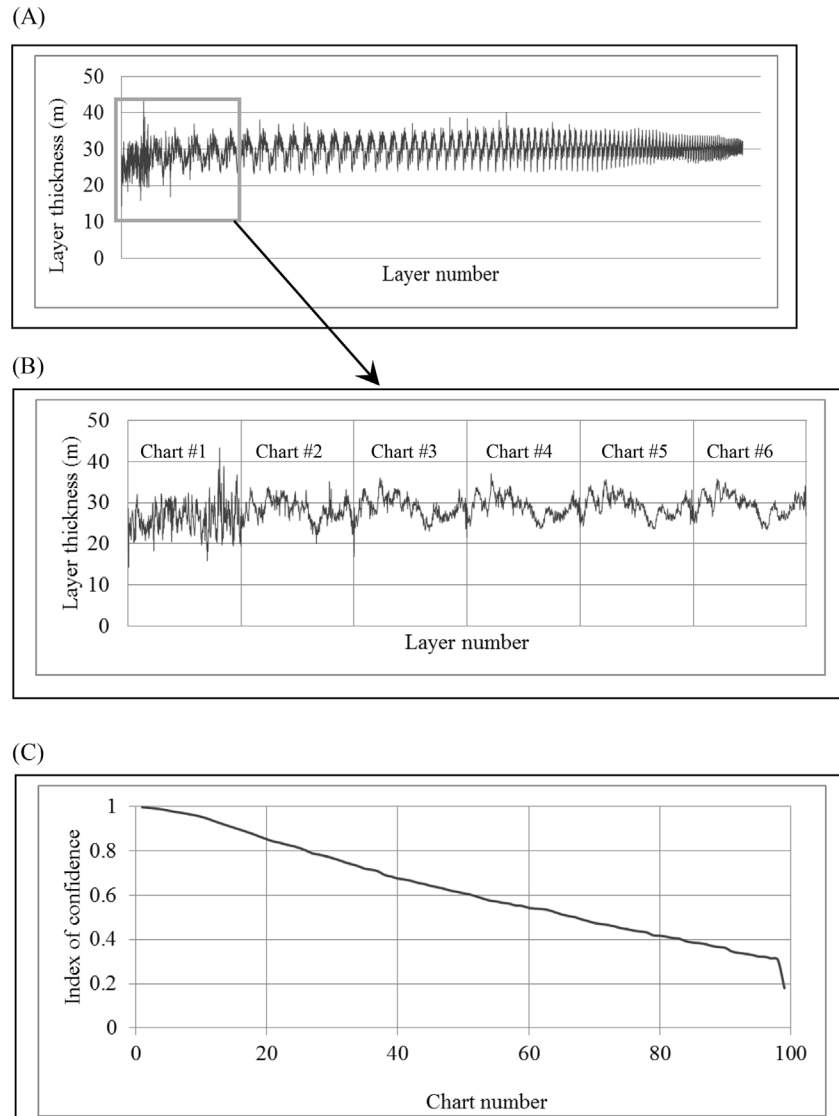 (A)
50
40
30
20
10
0
Layer thickness (m)
Layer number
(B)
50
40
30
20
10
0
Layer thickness (m)
Chart #1 Chart #2 Chart #3 Chart #4 Chart #5 Chart #6
Layer number
(C)
1
0.8
0.6
0.4
0.2
0
Index of confidence
0 20 40 60 80 100
Chart number